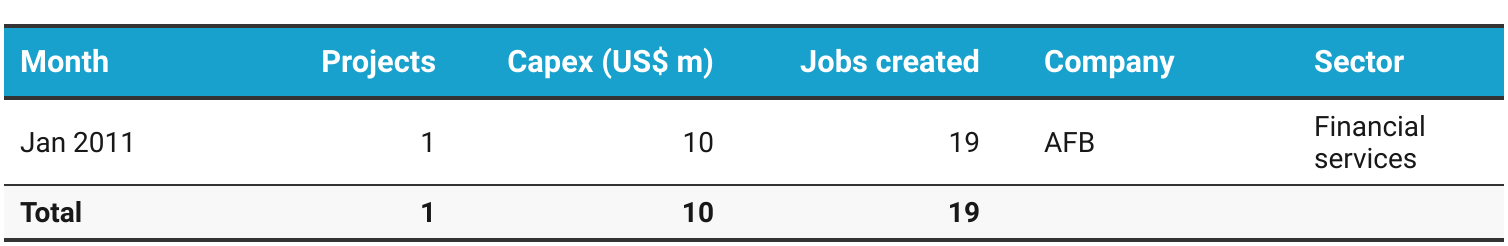 Month Projects Capex (US$ m) Jobs created Company Sector
Jan 2011 1 10 19 AFB Financial services
Total 1 10 19